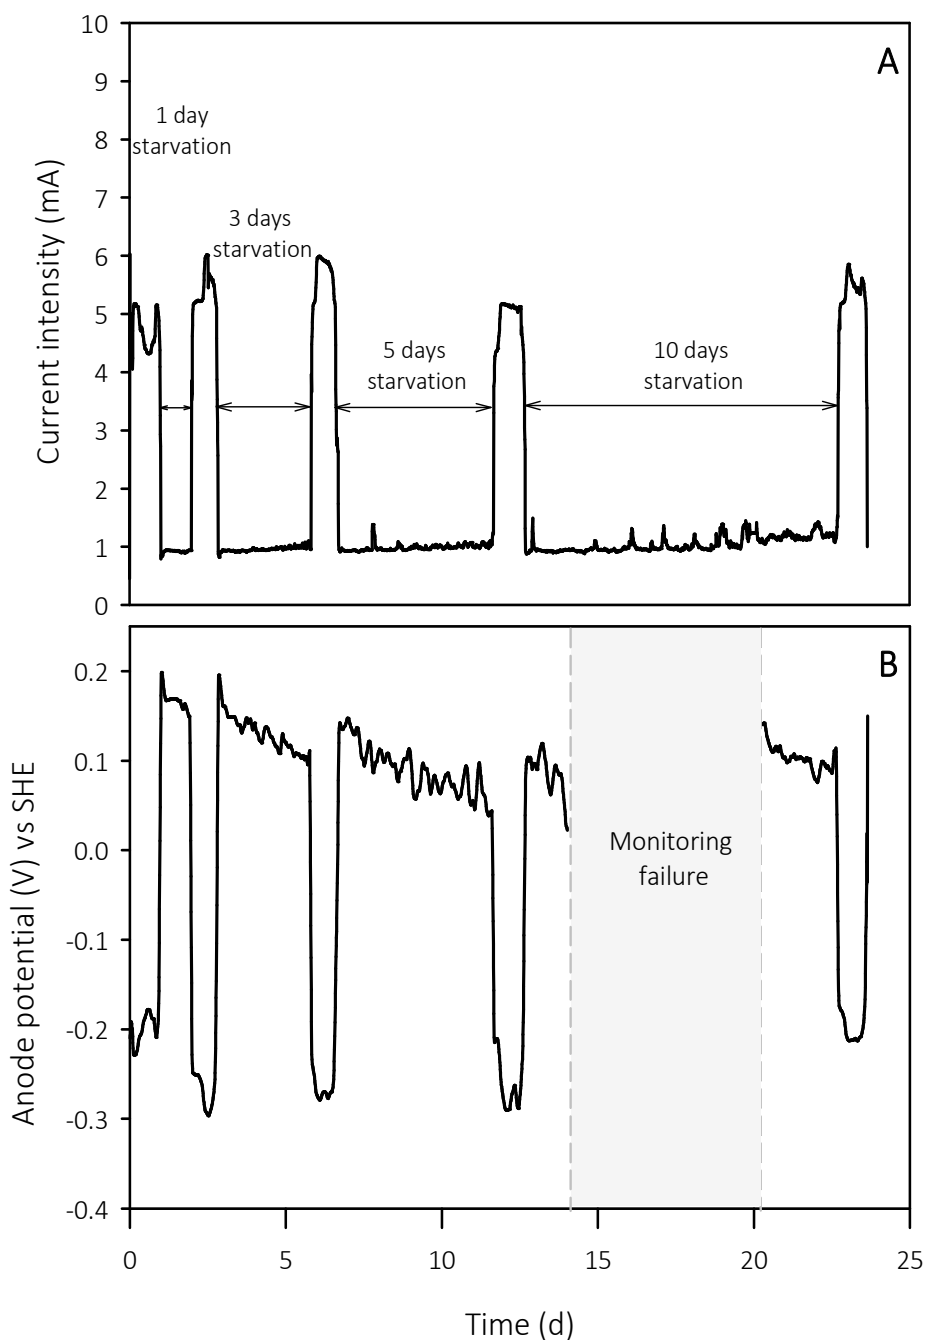 A
10
9
8
7
6
5
4
3
2
1
0
Current intensity (mA)
1 day
starvation
3 days
starvation
5 days
starvation
10 days
starvation
B
0.2
0.1
0.0
-0.1
-0.2
-0.3
-0.4
Anode potential (V) vs SHE
Monitoring
failure
0 5 10 15 20 25
Time (d)